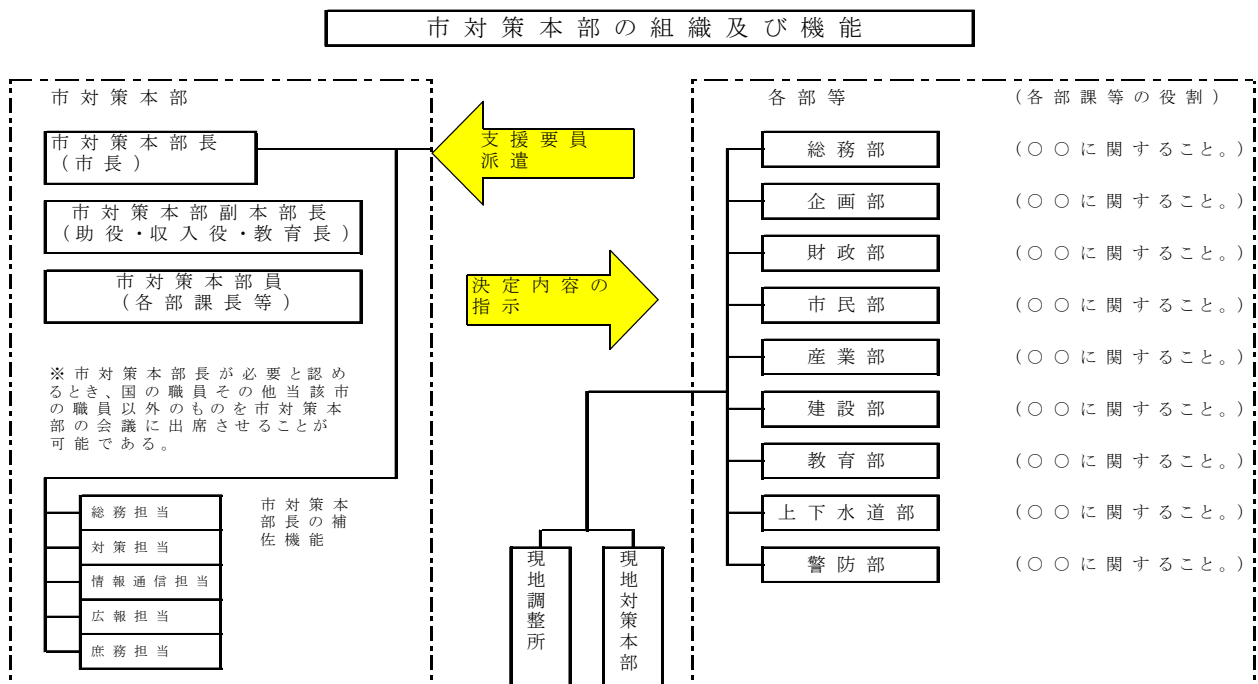 市対策本部の組織及び機能
市対策本部
市対策本部長
(市長)
市対策本部副本部長
(助役・収入役・教育長)
市対策本部員
(各部課長等)
※市対策本部長が必要と認め
るとき、国の職員その他当該市
の職員以外のものを市対策本
部の会議に出席させることが
可能である。
総務担当
対策担当
情報通信担当
広報担当
庶務担当
市対策本
部長の補
佐機能
支援要員
派遣
決定内容の
指示
現地調整所
現地対策本部
各部等
(各部課等の役割)
総務部
(○○に関すること。)
企画部
(○○に関すること。)
財政部
(○○に関すること。)
市民部
(○○に関すること。)
産業部
(○○に関すること。)
建設部
(○○に関すること。)
教育部
(○○に関すること。)
上下水道部
(○○に関すること。)
警防部
(○○に関すること。)